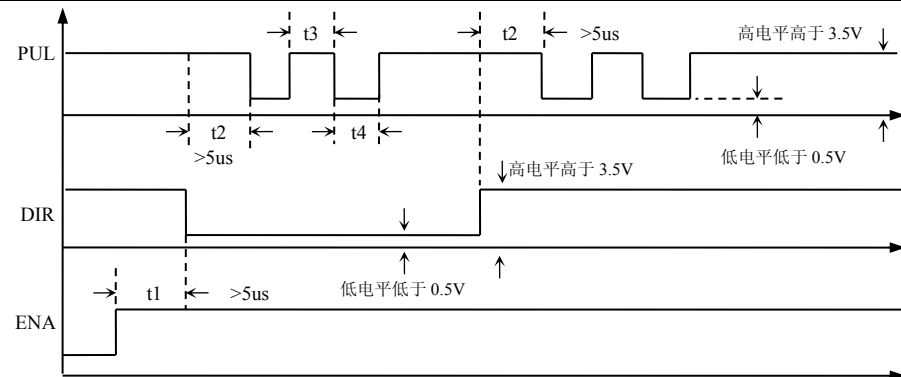 t3
t2
>5us
高电平高于 3.5V
PUL
t2
t4
>5us
低电平低于 0.5V
高电平高于 3.5V
DIR
低电平低于 0.5V
t1
>5us
ENA